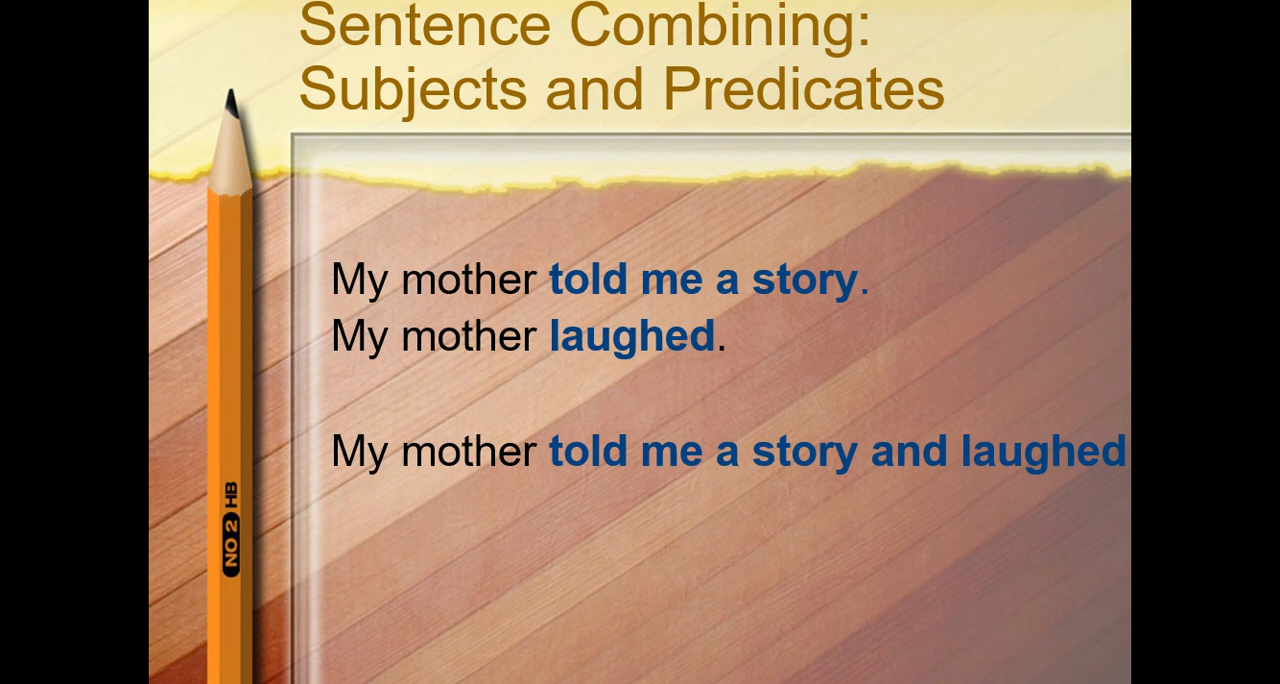 Sentence Combining:
Subjects and Predicates
My mother told me a story.
My mother laughed.
My mother told me a story and laughed
NO 2 HB